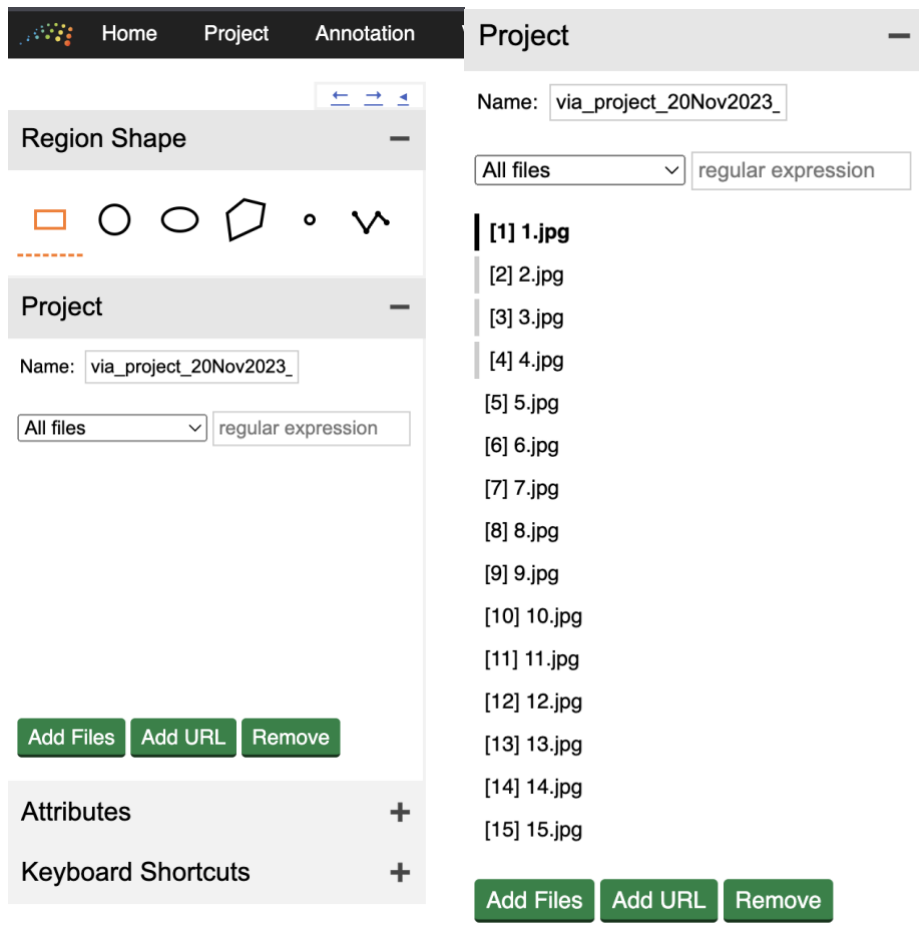 Home Project Annotation
← → ◂
Region Shape
Project
Name: via_project_20Nov2023_
All files regular expression
Add Files Add URL Remove
Attributes
Keyboard Shortcuts
Project
Name: via_project_20Nov2023_
All files regular expression
[1] 1.jpg
[2] 2.jpg
[3] 3.jpg
[4] 4.jpg
[5] 5.jpg
[6] 6.jpg
[7] 7.jpg
[8] 8.jpg
[9] 9.jpg
[10] 10.jpg
[11] 11.jpg
[12] 12.jpg
[13] 13.jpg
[14] 14.jpg
[15] 15.jpg
Add Files Add URL Remove